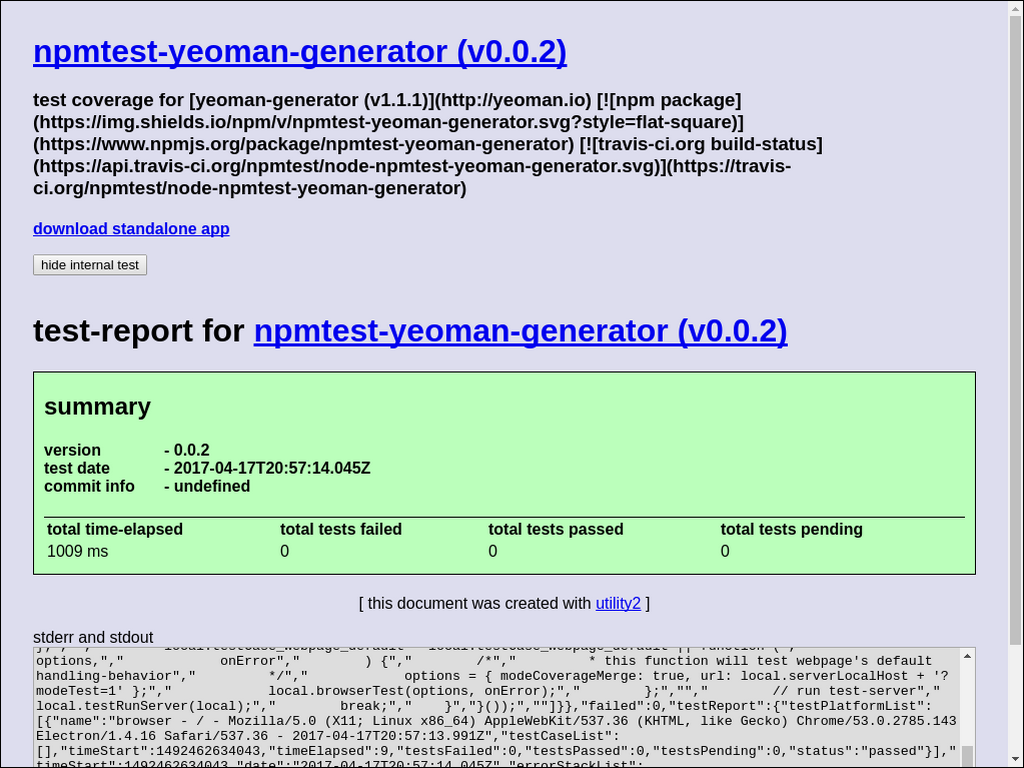 npmtest-yeoman-generator (v0.0.2)
test coverage for [yeoman-generator (v1.1.1)](http://yeoman.io) [![npm package]
(https://img.shields.io/npm/v/npmtest-yeoman-generator.svg?style=flat-square)]
(https://www.npmjs.org/package/npmtest-yeoman-generator) [![travis-ci.org build-status]
(https://api.travis-ci.org/npmtest/node-npmtest-yeoman-generator.svg)](https://travis-
ci.org/npmtest/node-npmtest-yeoman-generator)
download standalone app
hide internal test
test-report for npmtest-yeoman-generator (v0.0.2)
summary
version - 0.0.2
test date - 2017-04-17T20:57:14.045Z
commit info - undefined
total time-elapsed total tests failed total tests passed total tests pending
1009 ms 0 0 0
[ this document was created with utility2 ]
stderr and stdout
options,"," onError"," ) {"," /*"," * this function will test webpage's default
handling-behavior"," */"," options = { modeCoverageMerge: true, url: local.serverLocalHost + '?
modeTest=1' };"," local.browserTest(options, onError);"," };",""," // run test-server","
local.testRunServer(local);"," break;"," }","}());",""]}},"failed":0,"testReport":{"testPlatformList":
[{"name":"browser - / - Mozilla/5.0 (X11; Linux x86_64) AppleWebKit/537.36 (KHTML, like Gecko) Chrome/53.0.2785.143
Electron/1.4.16 Safari/537.36 - 2017-04-17T20:57:13.991Z","testCaseList":
[],"timeStart":1492462634043,"timeElapsed":9,"testsFailed":0,"testsPassed":0,"testsPending":0,"status":"passed"}],"
timeStart":1492462634043,"date":"2017-04-17T20:57:14.045Z","errorStackList":